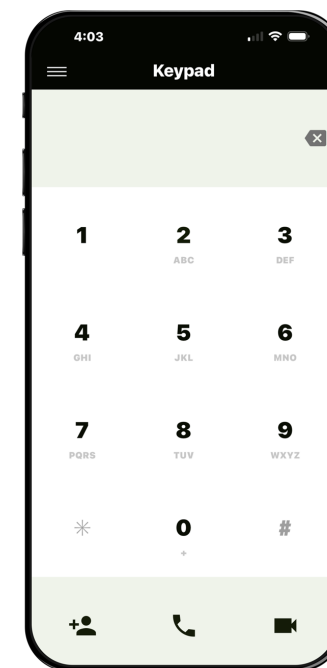 4:03
Keypad
1 2 3
ABC DEF
4 5 6
GHI JKL MNO
7 8 9
PQRS TUV WXYZ
* 0 #
+